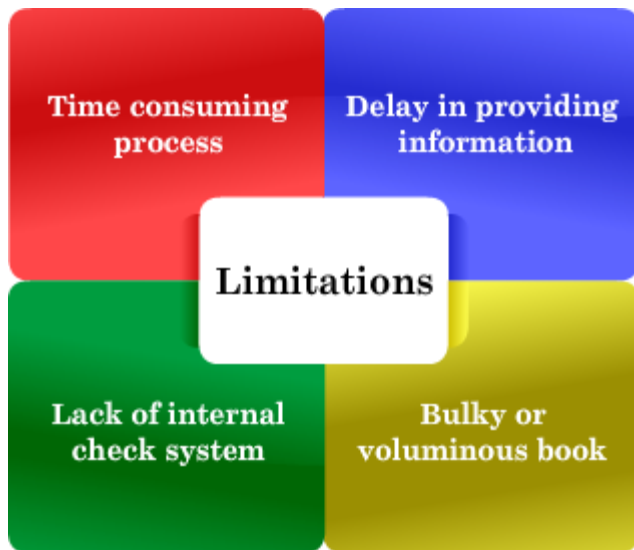 Time consuming
process
Delay in providing
information
Limitations
Lack of internal
check system
Bulky or
voluminous book